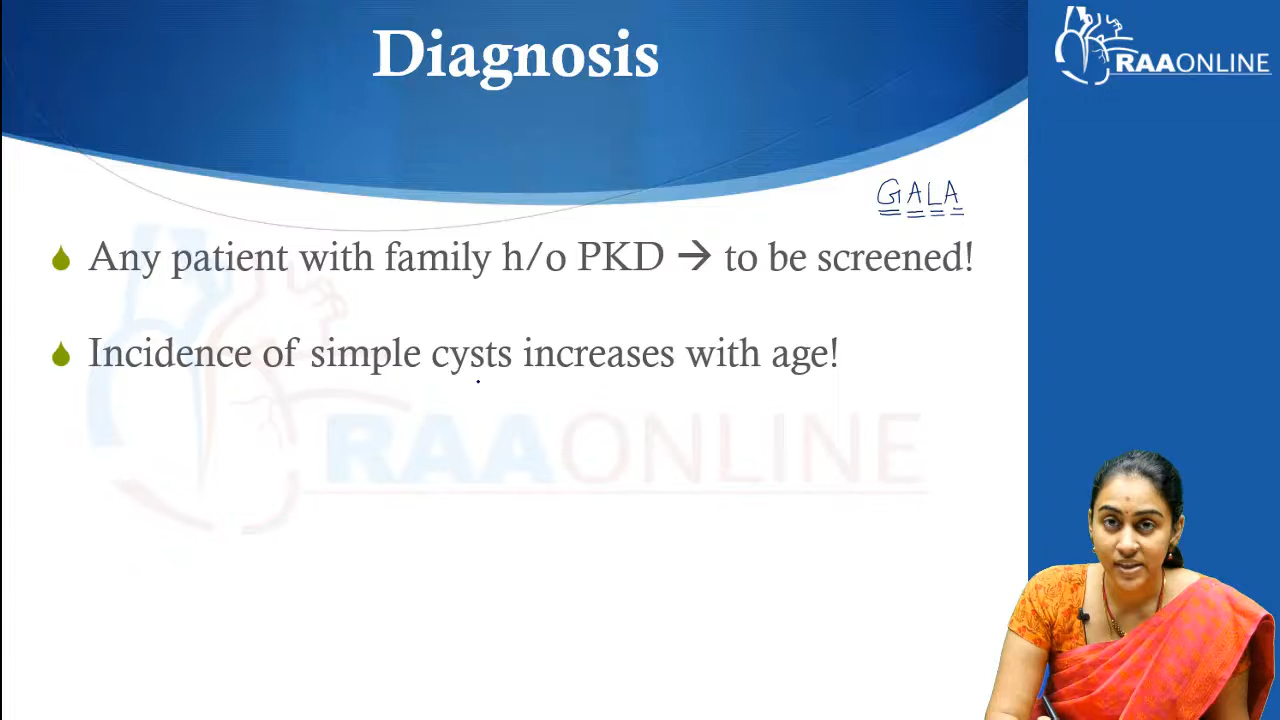 Diagnosis
RAAONLINE
GALA
Any patient with family h/o PKD → to be screened!
Incidence of simple cysts increases with age!
RAAONLINE